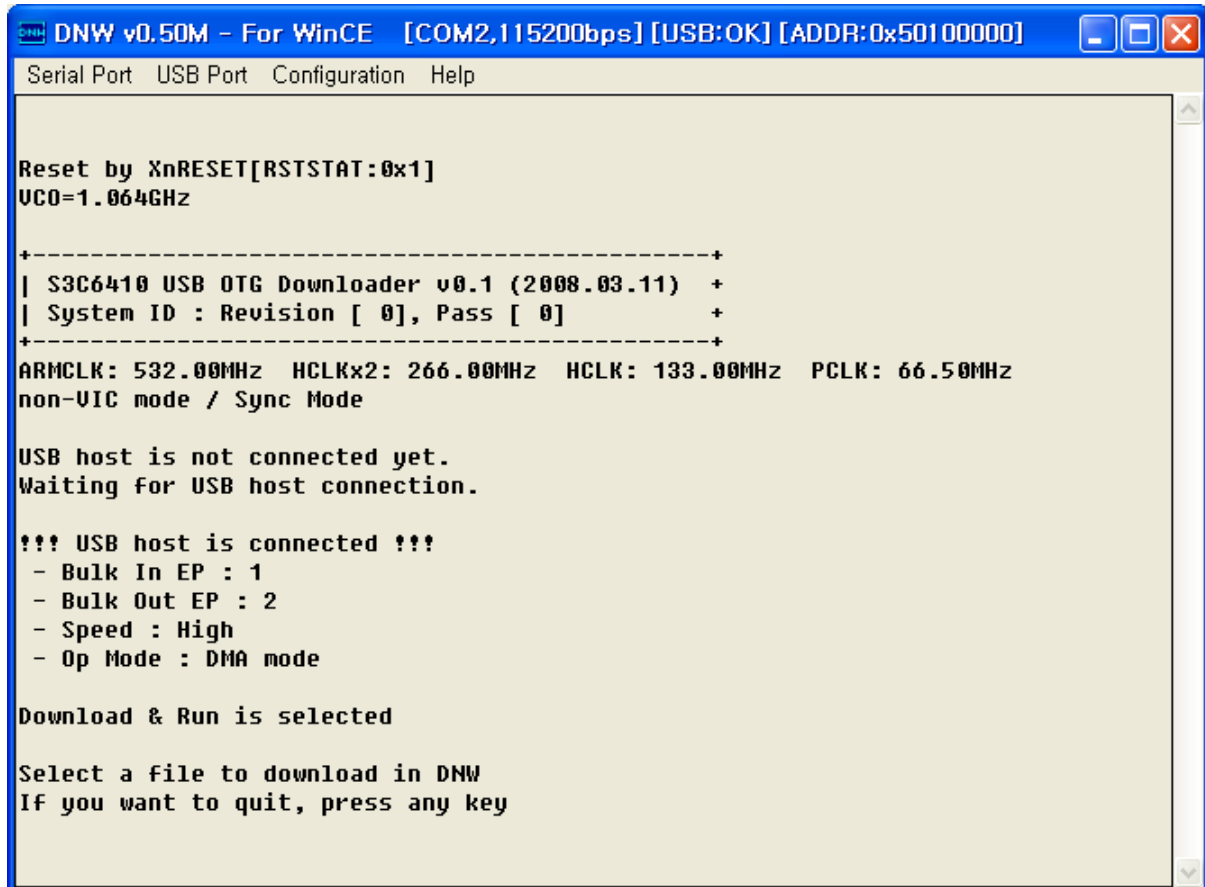 DNW v0.50M - For WinCE [COM2,115200bps] [USB:OK] [ADDR:0x50100000]
Serial Port USB Port Configuration Help
Reset by XnRESET[RSTSTAT:0x1]
VCO=1.064GHz
+-----------------------------------------------+
| S3C6410 USB OTG Downloader v0.1 (2008.03.11) +
| System ID : Revision [ 0], Pass [ 0] +
+-----------------------------------------------+
ARMCLK: 532.00MHz HCLKx2: 266.00MHz HCLK: 133.00MHz PCLK: 66.50MHz
non-VIC mode / Sync Mode
USB host is not connected yet.
Waiting for USB host connection.
!!! USB host is connected !!!
- Bulk In EP : 1
- Bulk Out EP : 2
- Speed : High
- Op Mode : DMA mode
Download & Run is selected
Select a file to download in DNW
If you want to quit, press any key